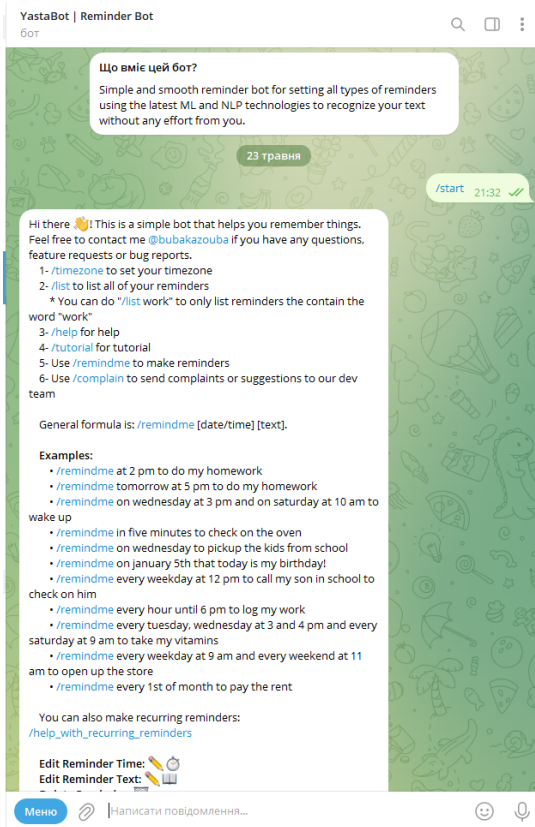 YastaBot | Reminder Bot
бот
Що вміє цей бот?
Simple and smooth reminder bot for setting all types of reminders
using the latest ML and NLP technologies to recognize your text
without any effort from you.
23 травня
/start 21:32
Hi there 👋! This is a simple bot that helps you remember things.
Feel free to contact me @bubakazouba if you have any questions,
feature requests or bug reports.
1- /timezone to set your timezone
2- /list to list all of your reminders
* You can do "/list work" to only list reminders the contain the
word "work"
3- /help for help
4- /tutorial for tutorial
5- Use /remindme to make reminders
6- Use /complain to send complaints or suggestions to our dev
team
General formula is: /remindme [date/time] [text].
Examples:
• /remindme at 2 pm to do my homework
• /remindme tomorrow at 5 pm to do my homework
• /remindme on wednesday at 3 pm and on saturday at 10 am to
wake up
• /remindme in five minutes to check on the oven
• /remindme on wednesday to pickup the kids from school
• /remindme on january 5th that today is my birthday!
• /remindme every weekday at 12 pm to call my son in school to
check on him
• /remindme every hour until 6 pm to log my work
• /remindme every tuesday, wednesday at 3 and 4 pm and every
saturday at 9 am to take my vitamins
• /remindme every weekday at 9 am and every weekend at 11
am to open up the store
• /remindme every 1st of month to pay the rent
You can also make recurring reminders:
/help_with_recurring_reminders
Edit Reminder Time: ✏️⏱
Edit Reminder Text: ✏️📖
Меню
Написати повідомлення...